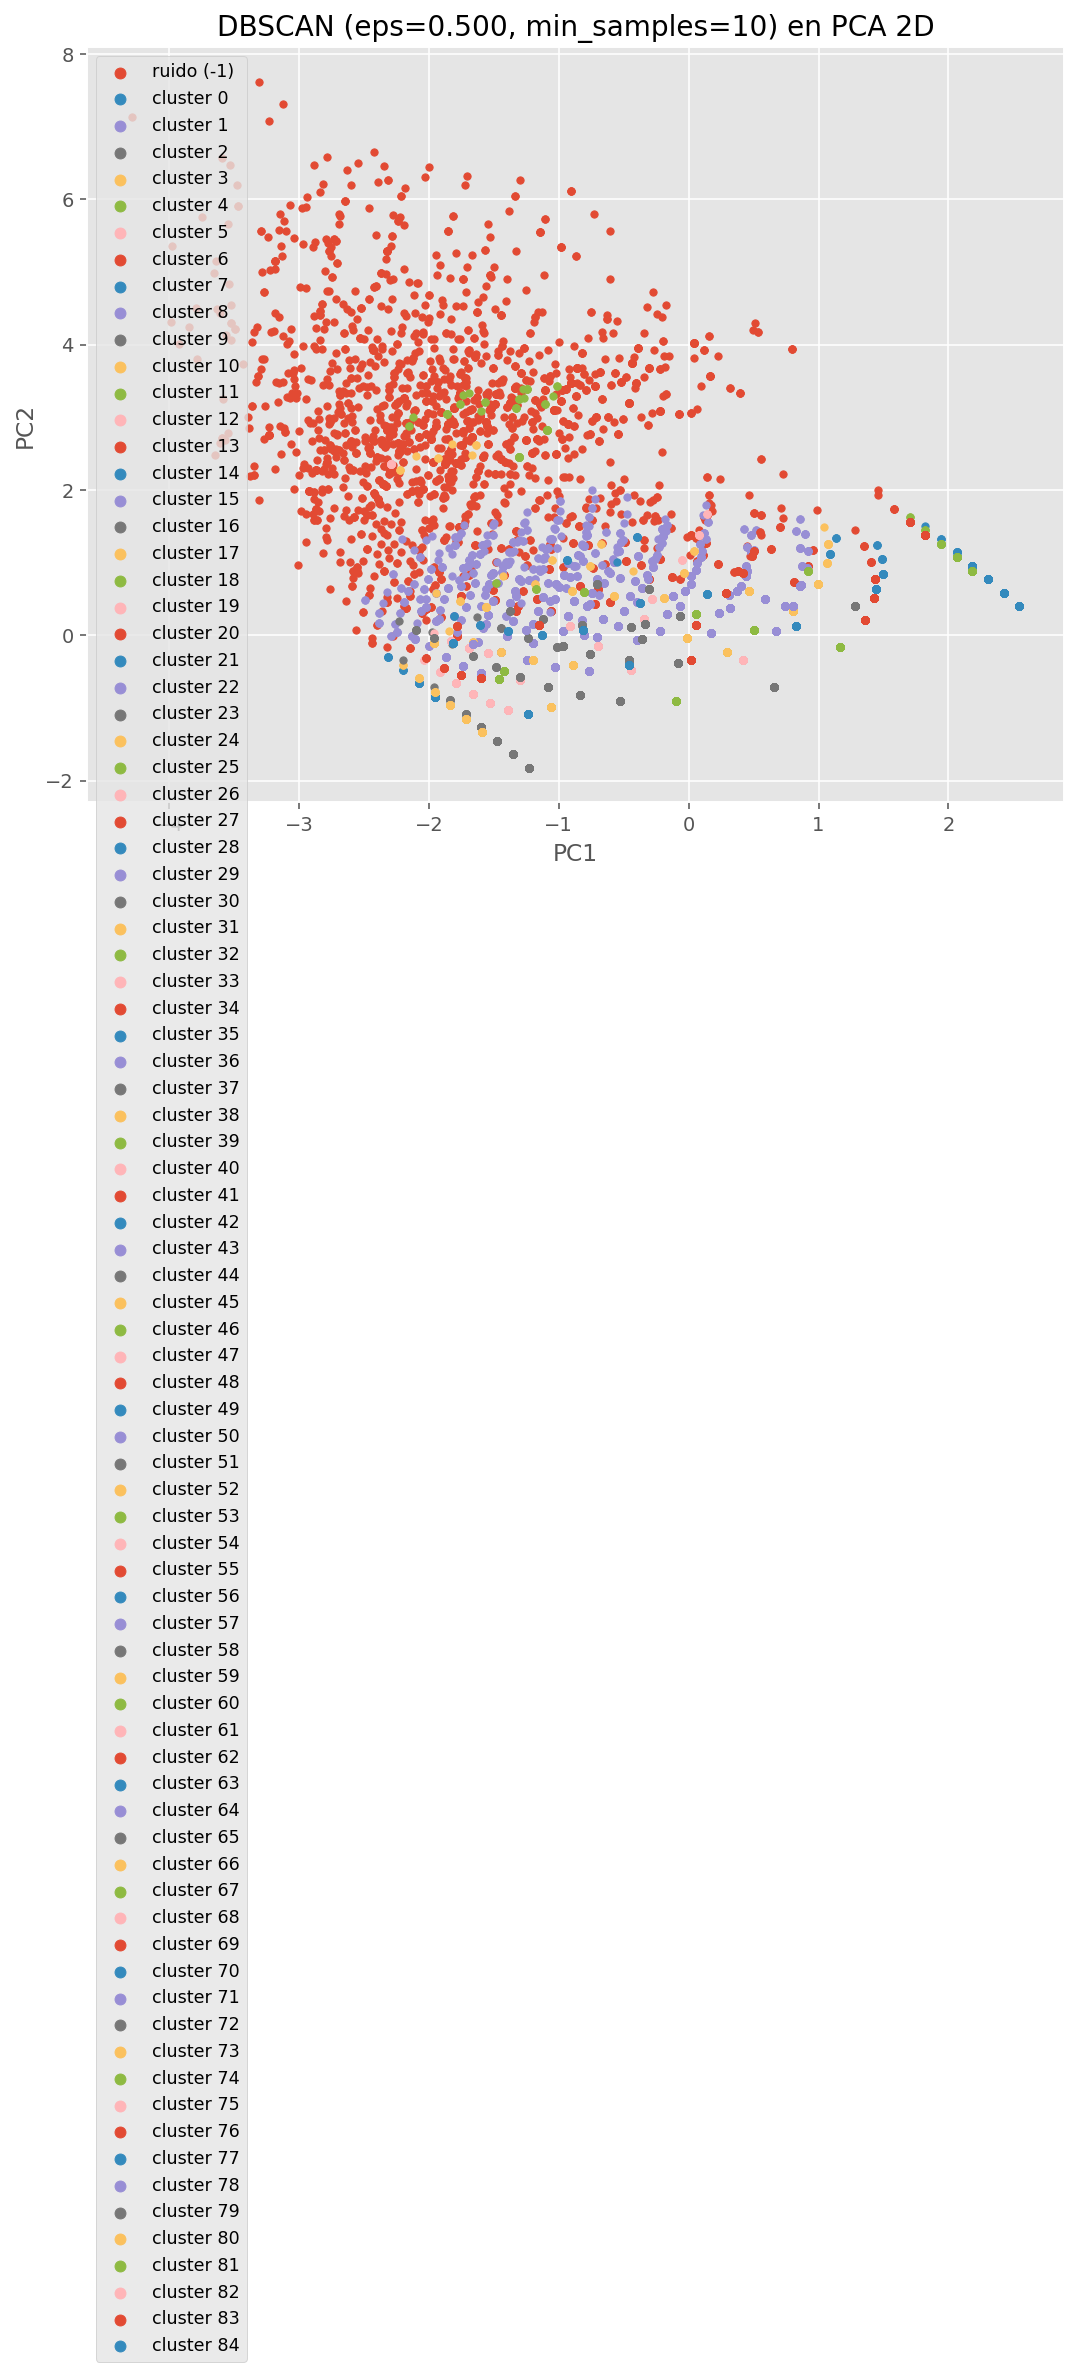 DBSCAN (eps=0.500, min_samples=10) en PCA 2D
8
6
4
2
0
−2
PC2
ruido (-1)
cluster 0
cluster 1
cluster 2
cluster 3
cluster 4
cluster 5
cluster 6
cluster 7
cluster 8
cluster 9
cluster 10
cluster 11
cluster 12
cluster 13
cluster 14
cluster 15
cluster 16
cluster 17
cluster 18
cluster 19
cluster 20
cluster 21
cluster 22
cluster 23
cluster 24
cluster 25
cluster 26
cluster 27
cluster 28
cluster 29
cluster 30
cluster 31
cluster 32
cluster 33
cluster 34
cluster 35
cluster 36
cluster 37
cluster 38
cluster 39
cluster 40
cluster 41
cluster 42
cluster 43
cluster 44
cluster 45
cluster 46
cluster 47
cluster 48
cluster 49
cluster 50
cluster 51
cluster 52
cluster 53
cluster 54
cluster 55
cluster 56
cluster 57
cluster 58
cluster 59
cluster 60
cluster 61
cluster 62
cluster 63
cluster 64
cluster 65
cluster 66
cluster 67
cluster 68
cluster 69
cluster 70
cluster 71
cluster 72
cluster 73
cluster 74
cluster 75
cluster 76
cluster 77
cluster 78
cluster 79
cluster 80
cluster 81
cluster 82
cluster 83
cluster 84
−3 −2 −1 0 1 2
PC1